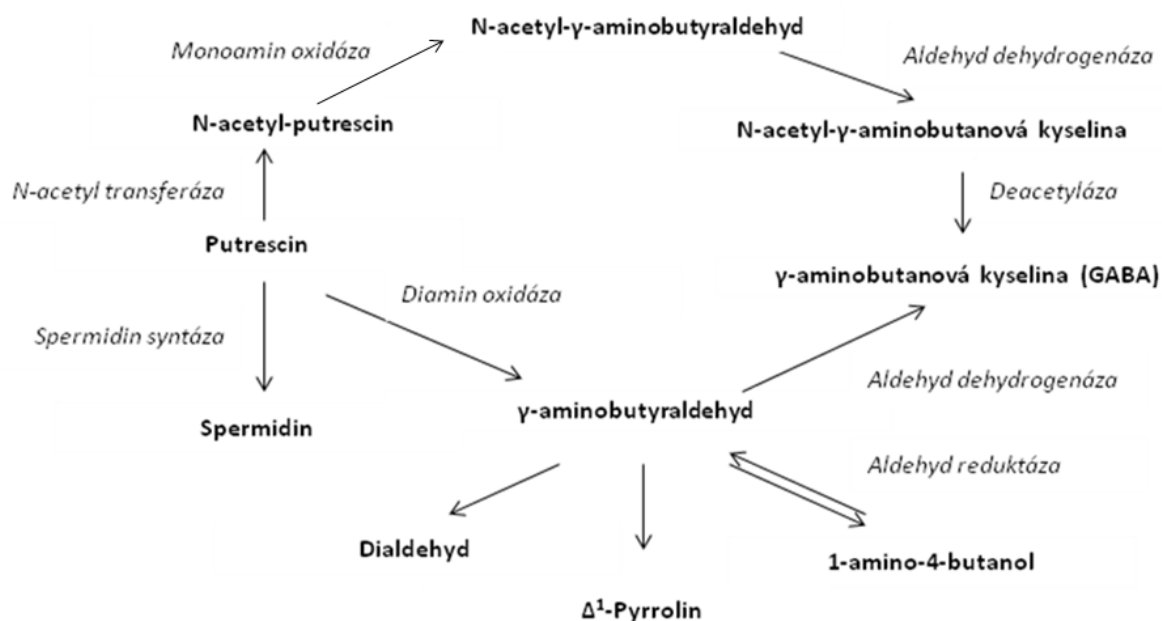 N-acetyl-γ-aminobutyraldehyd
Monoamin oxidáza
Aldehyd dehydrogenáza
N-acetyl-putrescin
N-acetyl-γ-aminobutanová kyselina
N-acetyl transferáza
Deacetyláza
Putrescin
γ-aminobutanová kyselina (GABA)
Diamin oxidáza
Spermidin syntáza
Aldehyd dehydrogenáza
γ-aminobutyraldehyd
Spermidin
Aldehyd reduktáza
Dialdehyd
1-amino-4-butanol
Δ¹-Pyrrolin